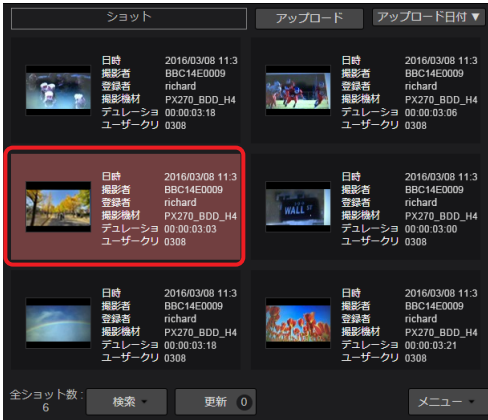 ショット アップロード アップロード日付▼
日時 2016/03/08 11:3
撮影者 BBC14E0009
登録者 richard
撮影機材 PX270_BDD_H4
デュレーショ 00:00:03:18
ユーザークリ 0308
日時 2016/03/08 11:3
撮影者 BBC14E0009
登録者 richard
撮影機材 PX270_BDD_H4
デュレーショ 00:00:03:06
ユーザークリ 0308
日時 2016/03/08 11:3
撮影者 BBC14E0009
登録者 richard
撮影機材 PX270_BDD_H4
デュレーショ 00:00:03:03
ユーザークリ 0308
WALL ST
日時 2016/03/08 11:3
撮影者 BBC14E0009
登録者 richard
撮影機材 PX270_BDD_H4
デュレーショ 00:00:03:00
ユーザークリ 0308
日時 2016/03/08 11:3
撮影者 BBC14E0009
登録者 richard
撮影機材 PX270_BDD_H4
デュレーショ 00:00:03:18
ユーザークリ 0308
日時 2016/03/08 11:3
撮影者 BBC14E0009
登録者 richard
撮影機材 PX270_BDD_H4
デュレーショ 00:00:03:21
ユーザークリ 0308
全ショット数 :
6
検索 更新 0 メニュー